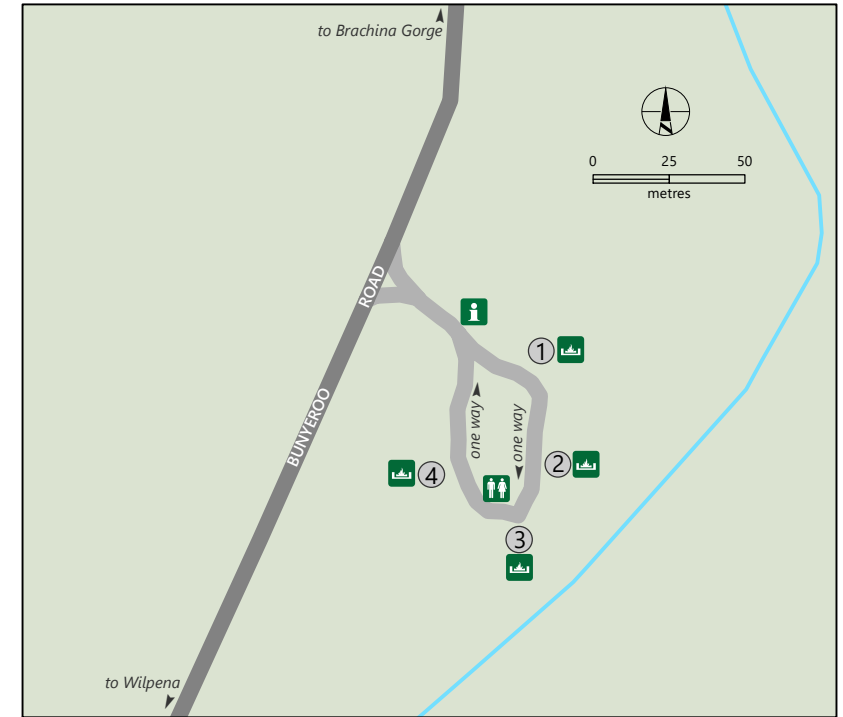 to Brachina Gorge
0 25 50
metres
BUNYEROO ROAD
1
one way
one way
2
4
3
to Wilpena